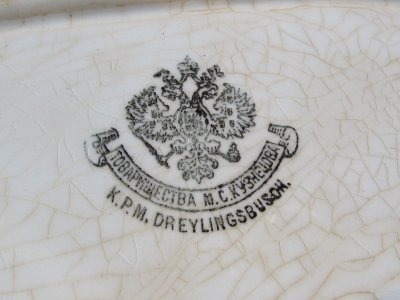 ТОВАРИЩЕСТВА М.С.КУЗНЕЦОВА
K.P.M. DREYLINGSBUSCH.